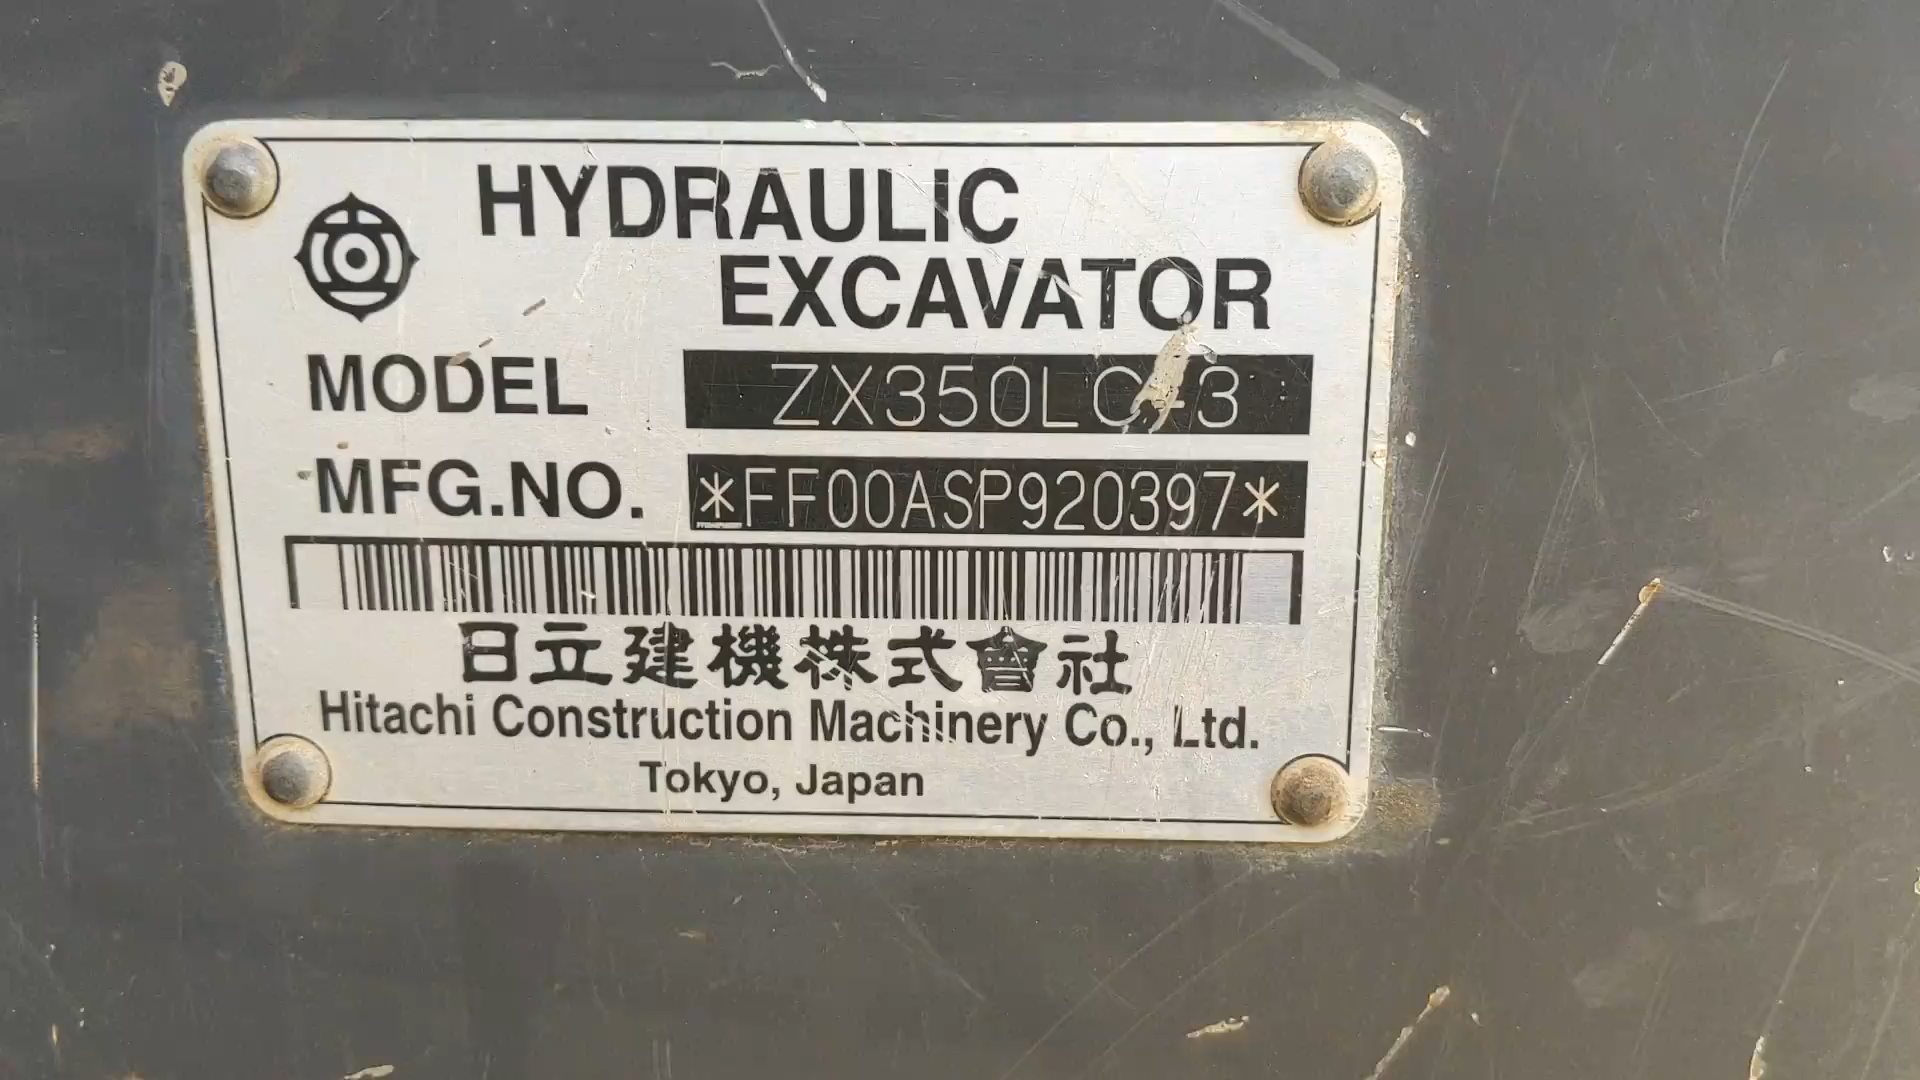 HYDRAULIC
EXCAVATOR
MODEL ZX350LC-3
MFG.NO. *FF00ASP920397*
日立建機株式會社
Hitachi Construction Machinery Co., Ltd.
Tokyo, Japan